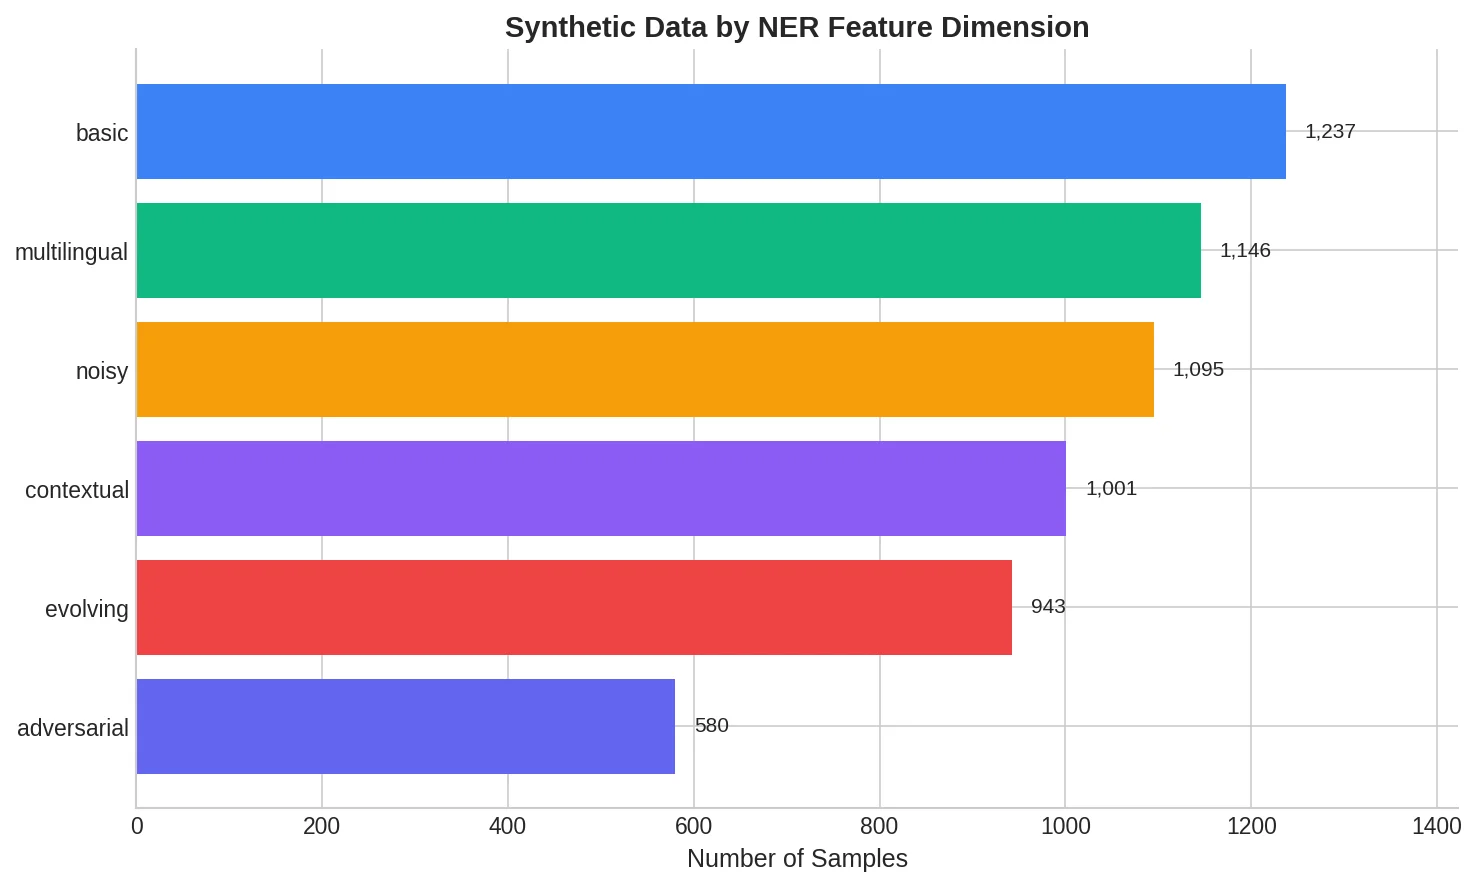 Synthetic Data by NER Feature Dimension
basic
1,237
multilingual
1,146
noisy
1,095
contextual
1,001
evolving
943
adversarial
580
0 200 400 600 800 1000 1200 1400
Number of Samples